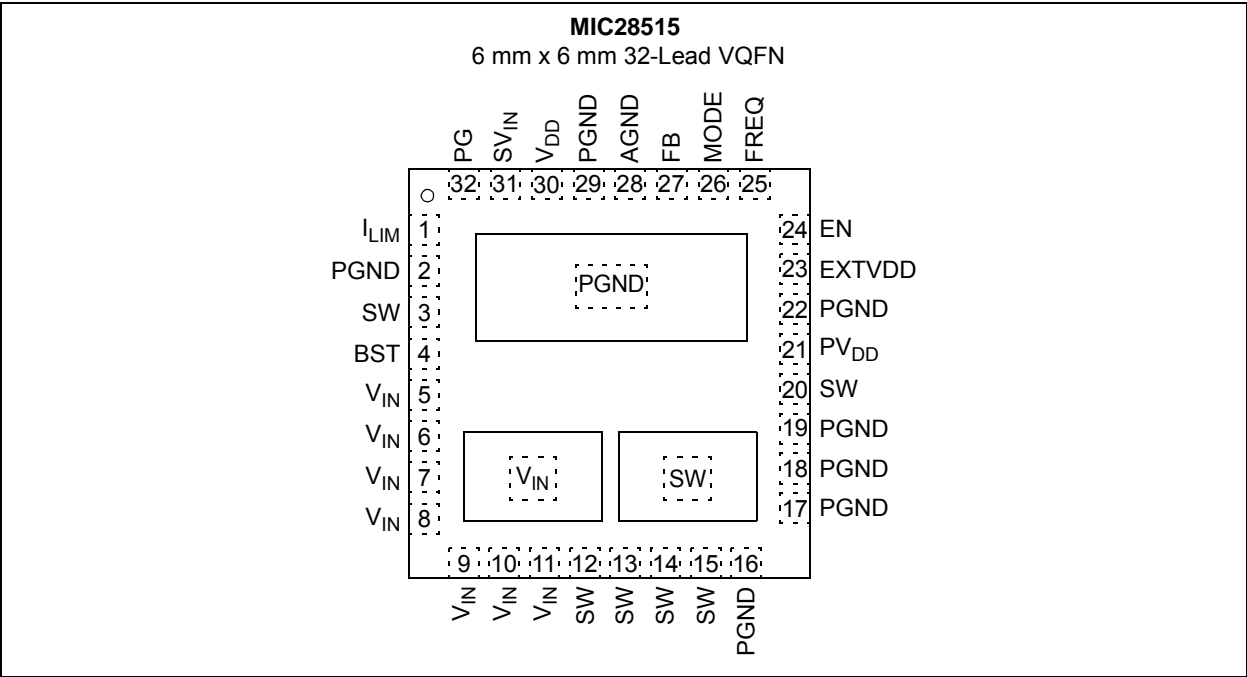 MIC28515
6 mm x 6 mm 32-Lead VQFN
PG
SVIN
VDD
PGND
AGND
FB
MODE
FREQ
32 31 30 29 28 27 26 25
ILIM 1
PGND 2
SW 3
BST 4
VIN 5
VIN 6
VIN 7
VIN 8
PGND
VIN
SW
24 EN
23 EXTVDD
22 PGND
21 PVDD
20 SW
19 PGND
18 PGND
17 PGND
9 10 11 12 13 14 15 16
VIN
VIN
VIN
SW
SW
SW
SW
PGND